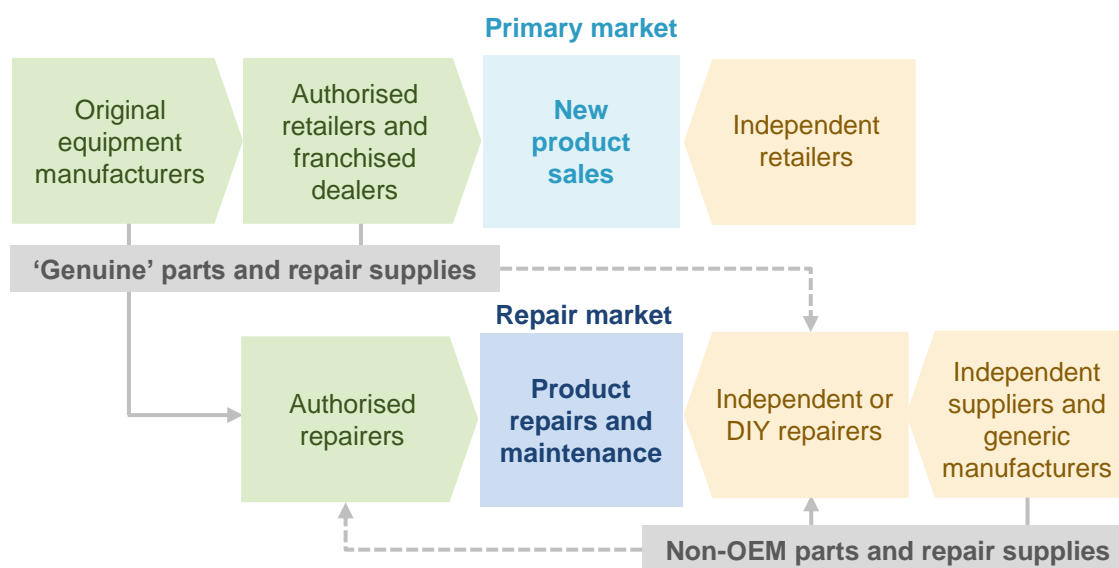 Primary market
Original
equipment
manufacturers
Authorised
retailers and
franchised
dealers
New
product
sales
Independent
retailers
‘Genuine’ parts and repair supplies
Repair market
Authorised
repairers
Product
repairs and
maintenance
Independent or
DIY repairers
Independent
suppliers and
generic
manufacturers
Non-OEM parts and repair supplies